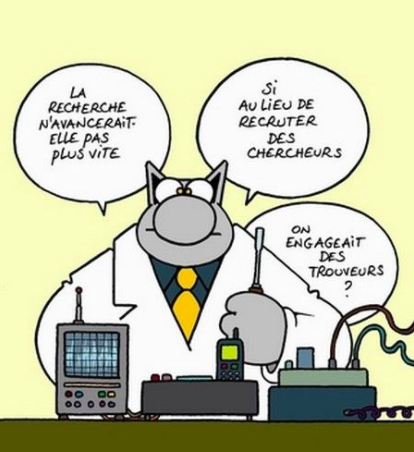 LA
RECHERCHE
N'AVANCERAIT-
ELLE PAS
PLUS VITE
SI
AU LIEU DE
RECRUTER
DES
CHERCHEURS
ON
ENGAGEAIT
DES
TROUVEURS
?